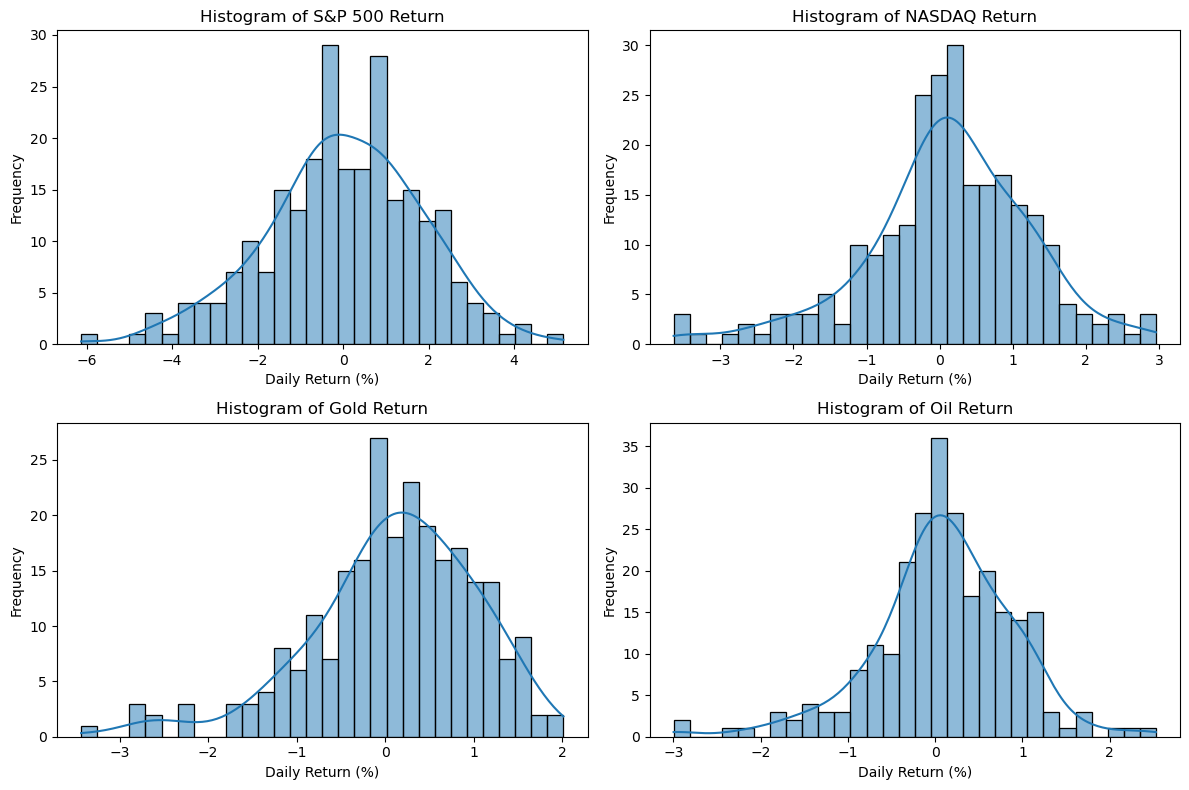 Histogram of S&P 500 Return
30
25
20
15
10
5
0
Frequency
−6 −4 −2 0 2 4
Daily Return (%)
Histogram of NASDAQ Return
30
25
20
15
10
5
0
Frequency
−3 −2 −1 0 1 2 3
Daily Return (%)
Histogram of Gold Return
25
20
15
10
5
0
Frequency
−3 −2 −1 0 1 2
Daily Return (%)
Histogram of Oil Return
35
30
25
20
15
10
5
0
Frequency
−3 −2 −1 0 1 2
Daily Return (%)